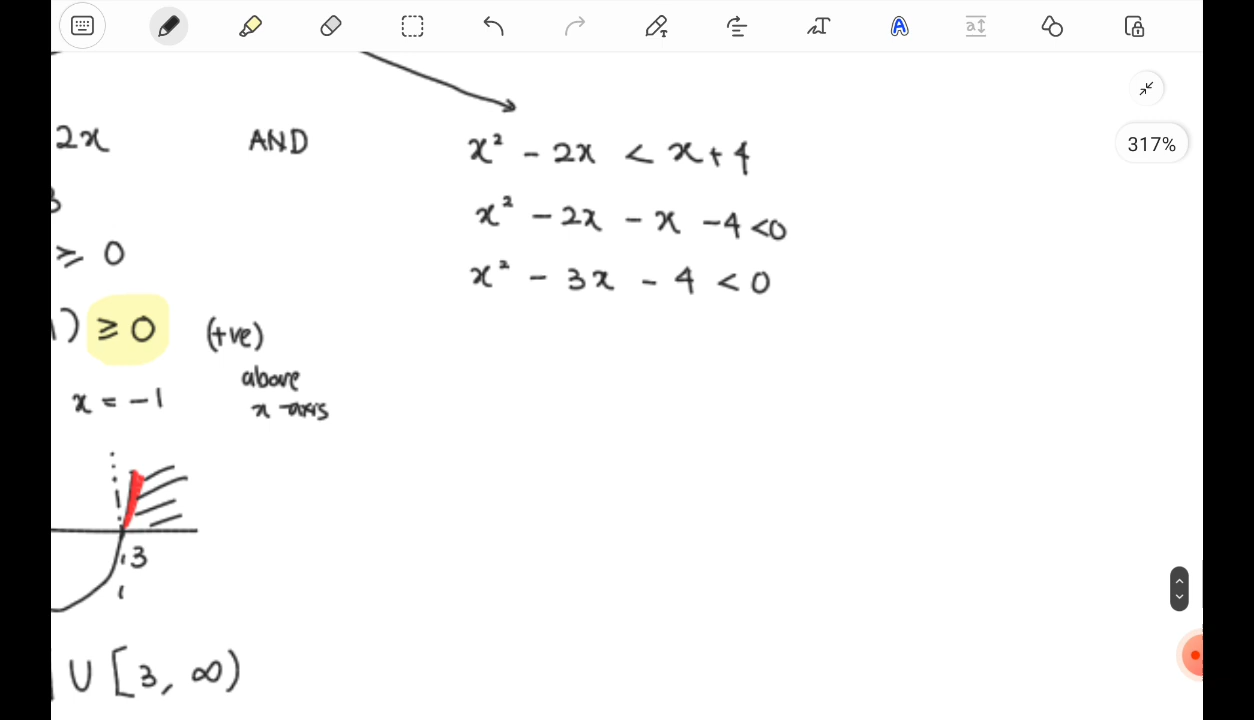 317%
2x AND x² - 2x < x + 4
x² - 2x - x - 4 < 0
≥ 0
x² - 3x - 4 < 0
) ≥ 0 (+ve)
above
x = -1
x-axis
3
U [3, ∞)